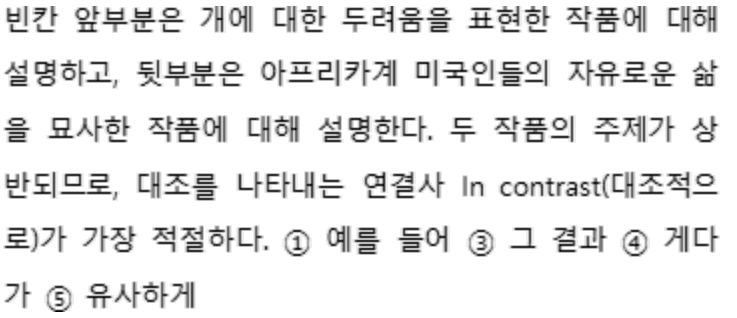 빈칸 앞부분은 개에 대한 두려움을 표현한 작품에 대해
설명하고, 뒷부분은 아프리카계 미국인들의 자유로운 삶
을 묘사한 작품에 대해 설명한다. 두 작품의 주제가 상
반되므로, 대조를 나타내는 연결사 In contrast(대조적으
로)가 가장 적절하다. ① 예를 들어 ③ 그 결과 ④ 게다
가 ⑤ 유사하게